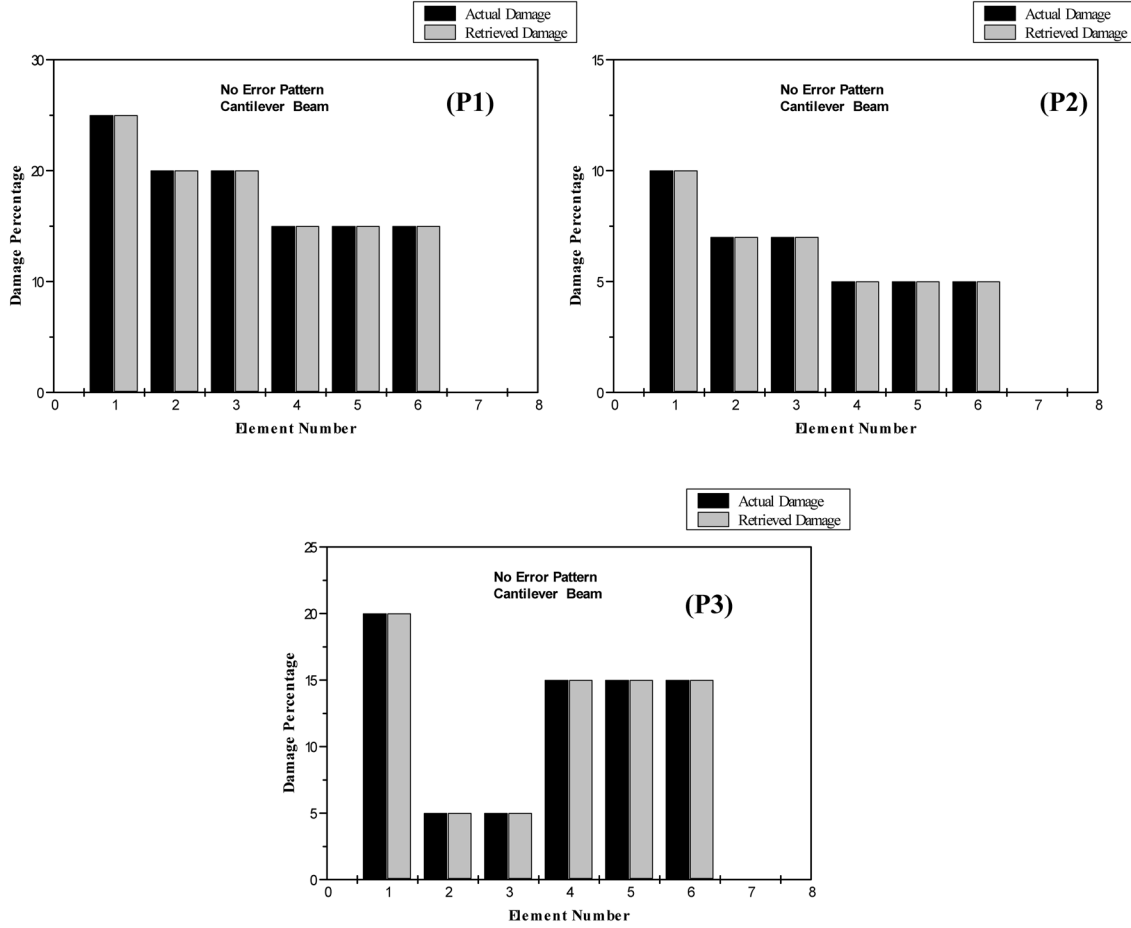 Actual Damage
Retrieved Damage
No Error Pattern
Cantilever Beam
(P1)
Damage Percentage
30
20
10
0
0 1 2 3 4 5 6 7 8
Element Number
Actual Damage
Retrieved Damage
No Error Pattern
Cantilever Beam
(P2)
Damage Percentage
15
10
5
0
0 1 2 3 4 5 6 7 8
Element Number
Actual Damage
Retrieved Damage
No Error Pattern
Cantilever Beam
(P3)
Damage Percentage
25
20
15
10
5
0
0 1 2 3 4 5 6 7 8
Element Number